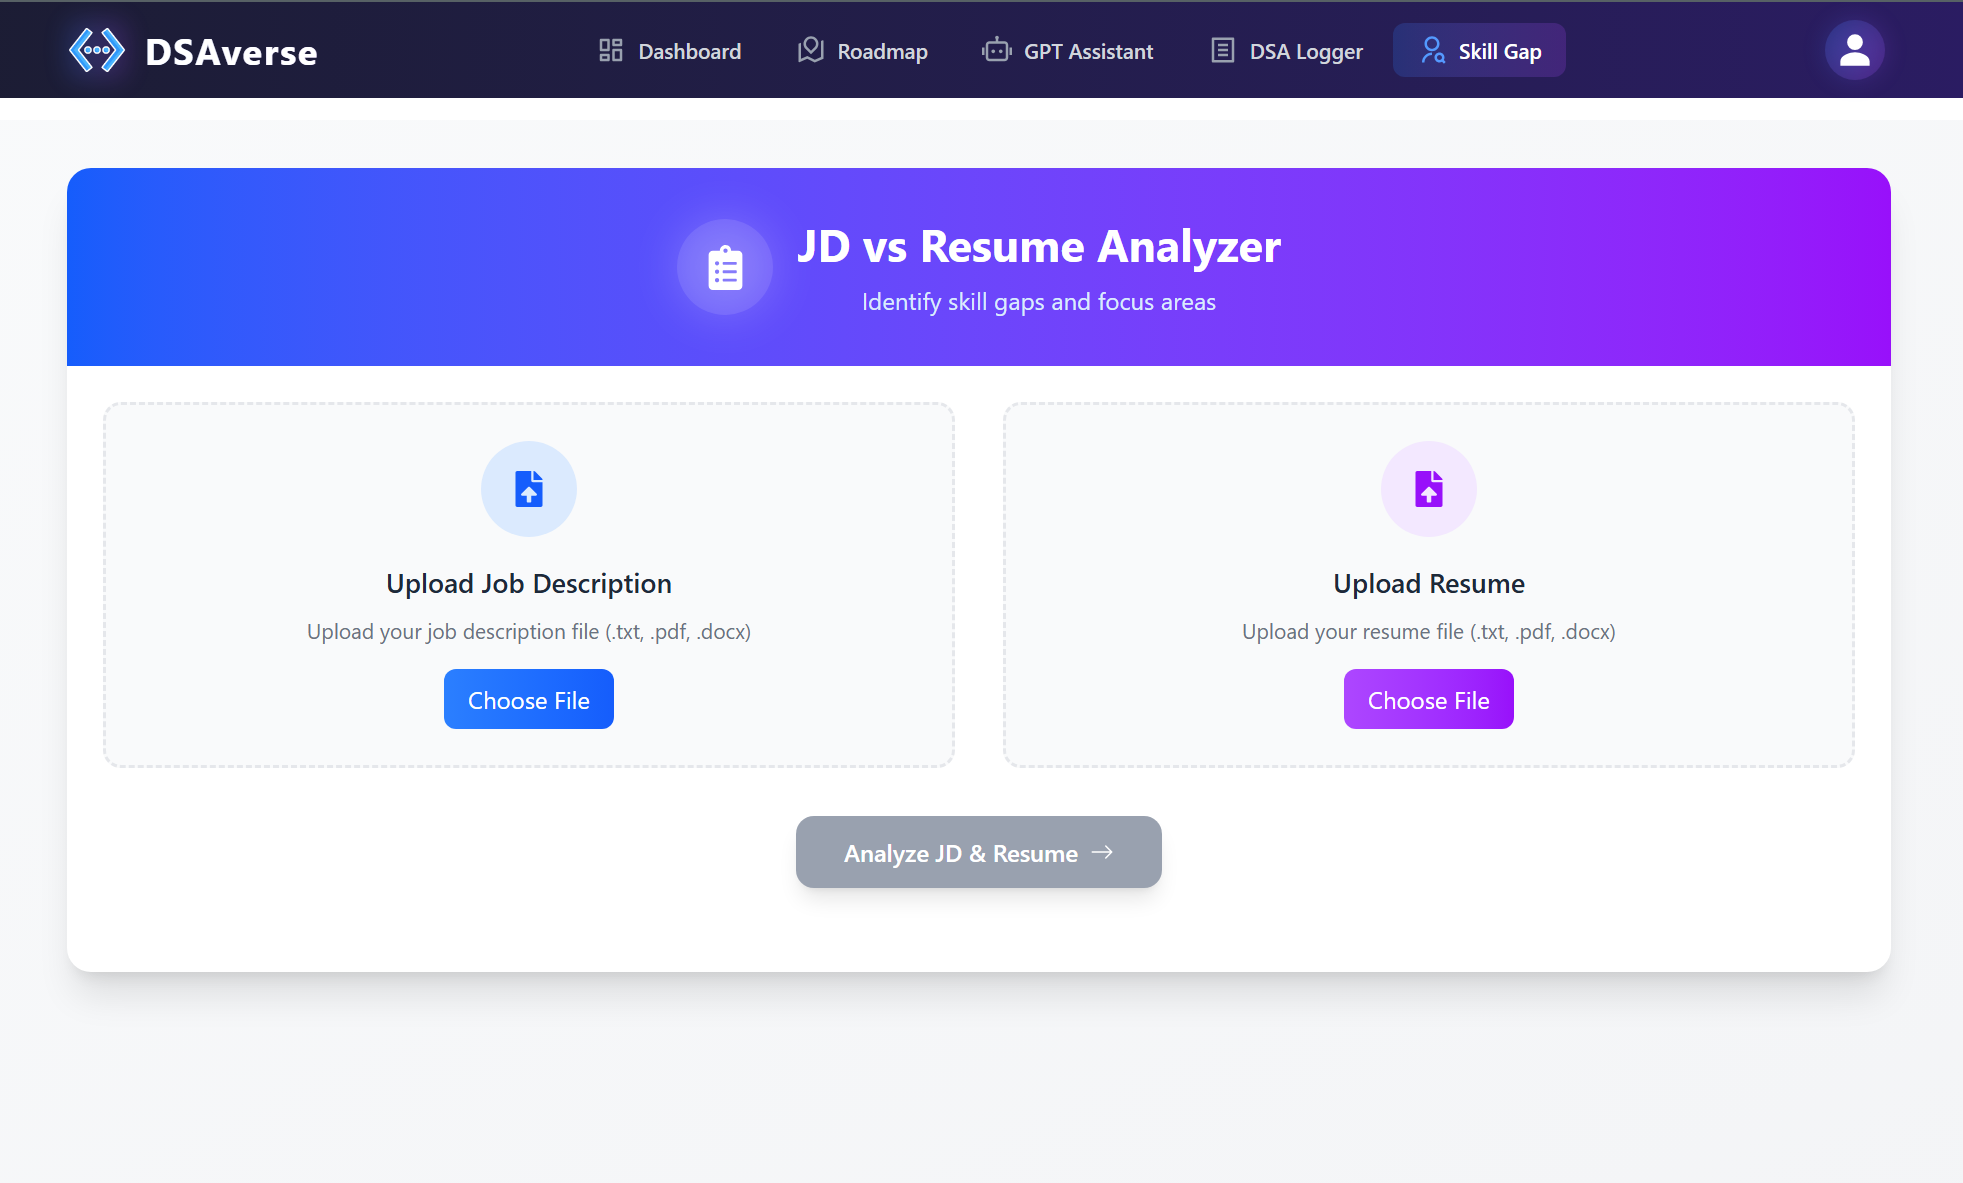 DSAverse
Dashboard
Roadmap
GPT Assistant
DSA Logger
Skill Gap
JD vs Resume Analyzer
Identify skill gaps and focus areas
Upload Job Description
Upload your job description file (.txt, .pdf, .docx)
Choose File
Upload Resume
Upload your resume file (.txt, .pdf, .docx)
Choose File
Analyze JD & Resume →